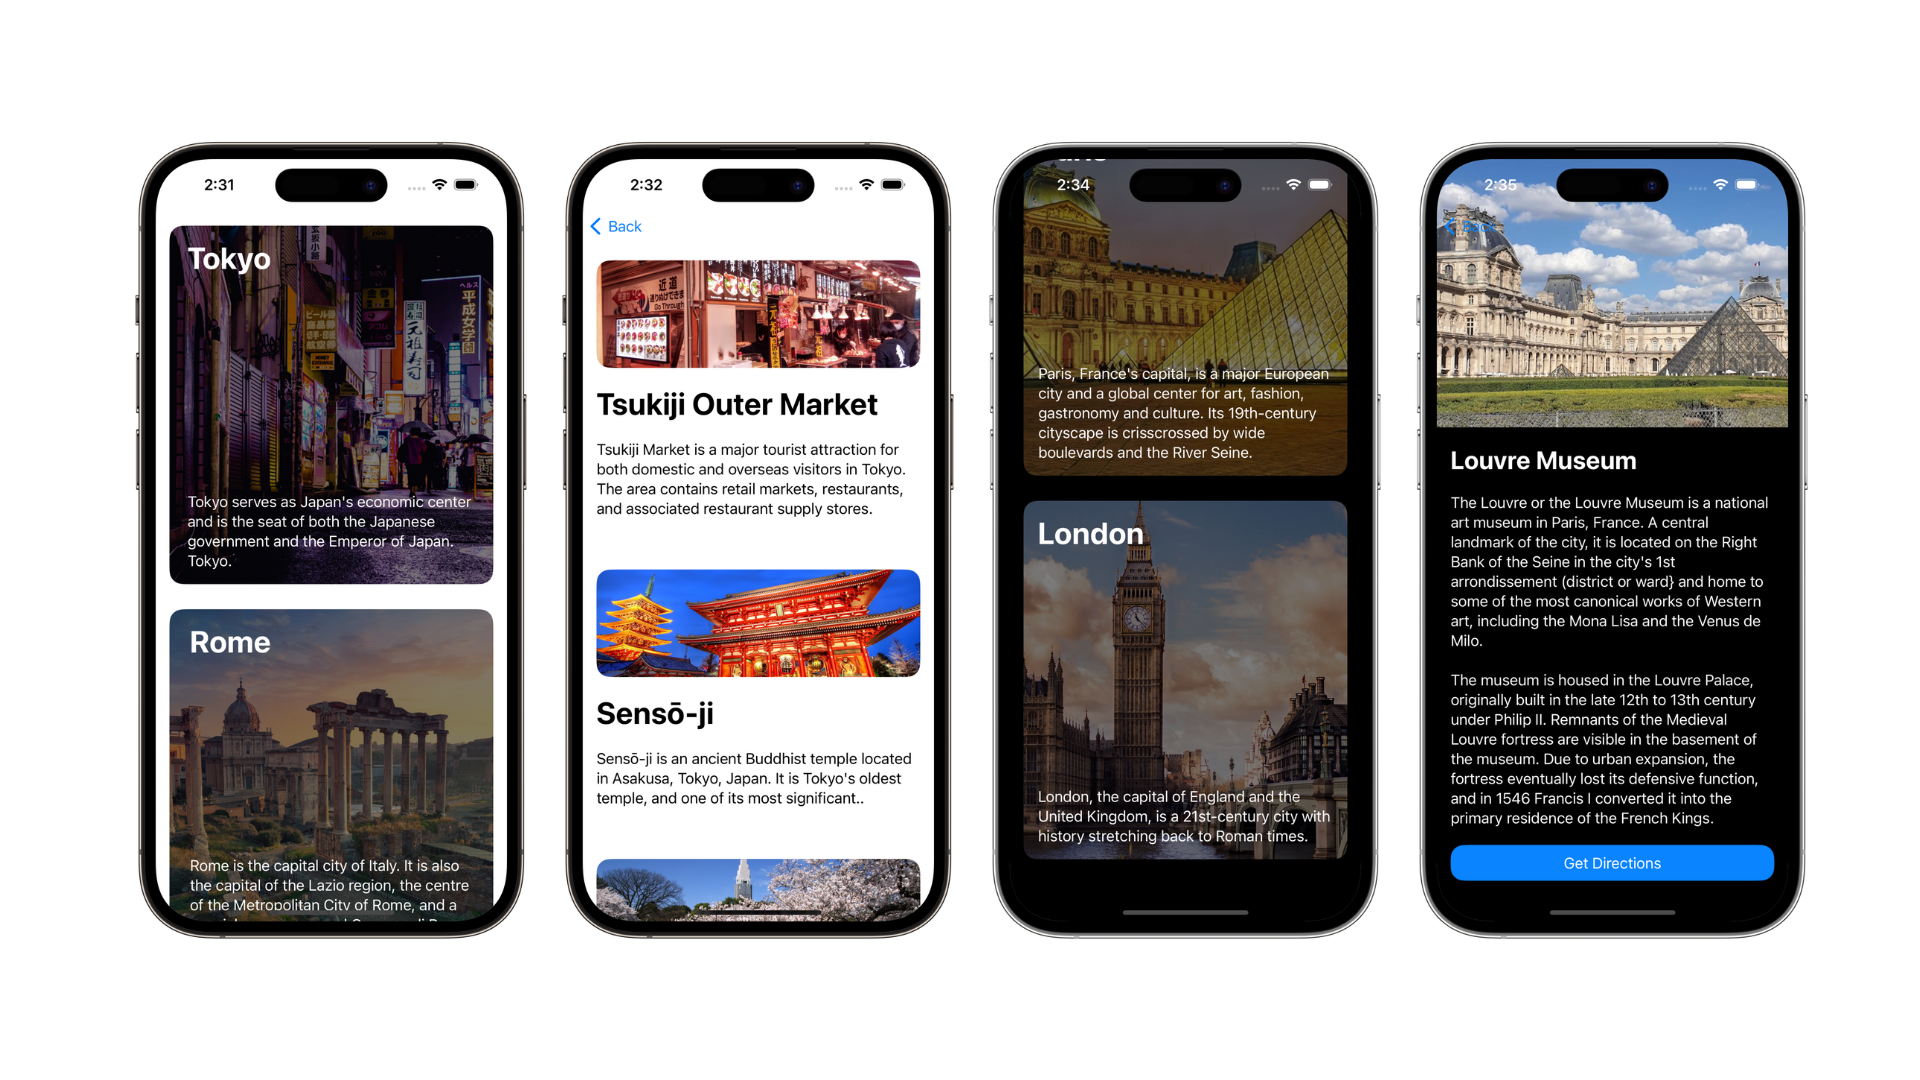 2:31
Tokyo
Tokyo serves as Japan's economic center
and is the seat of both the Japanese
government and the Emperor of Japan.
Tokyo.
Rome
Rome is the capital city of Italy. It is also
the capital of the Lazio region, the centre
of the Metropolitan City of Rome, and a
2:32
Back
近道
通りぬけできます
Go Through
Tsukiji Outer Market
Tsukiji Market is a major tourist attraction for
both domestic and overseas visitors in Tokyo.
The area contains retail markets, restaurants,
and associated restaurant supply stores.
Sensō-ji
Sensō-ji is an ancient Buddhist temple located
in Asakusa, Tokyo, Japan. It is Tokyo's oldest
temple, and one of its most significant..
2:34
Paris, France's capital, is a major European
city and a global center for art, fashion,
gastronomy and culture. Its 19th-century
cityscape is crisscrossed by wide
boulevards and the River Seine.
London
London, the capital of England and the
United Kingdom, is a 21st-century city with
history stretching back to Roman times.
2:35
Back
Louvre Museum
The Louvre or the Louvre Museum is a national
art museum in Paris, France. A central
landmark of the city, it is located on the Right
Bank of the Seine in the city's 1st
arrondissement (district or ward} and home to
some of the most canonical works of Western
art, including the Mona Lisa and the Venus de
Milo.
The museum is housed in the Louvre Palace,
originally built in the late 12th to 13th century
under Philip II. Remnants of the Medieval
Louvre fortress are visible in the basement of
the museum. Due to urban expansion, the
fortress eventually lost its defensive function,
and in 1546 Francis I converted it into the
primary residence of the French Kings.
Get Directions